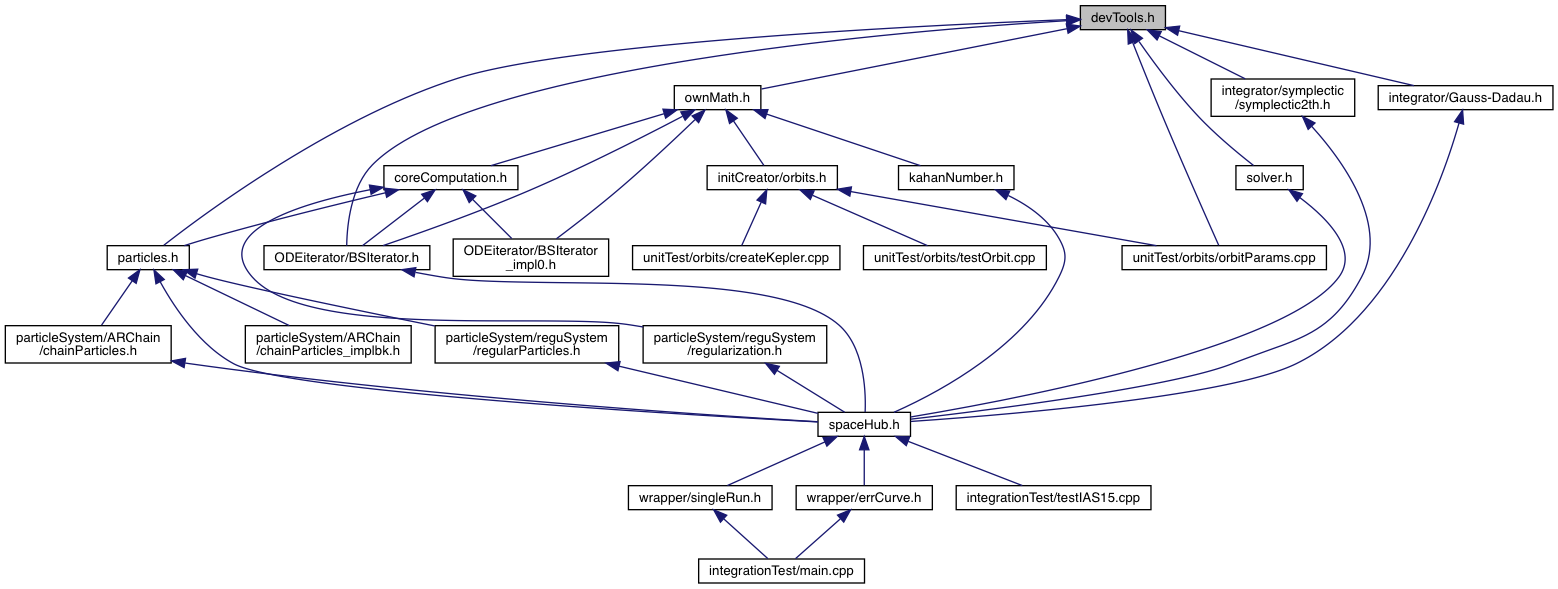 devTools.h
ownMath.h
integrator/symplectic
/symplectic2th.h
integrator/Gauss-Dadau.h
coreComputation.h
initCreator/orbits.h
kahanNumber.h
solver.h
particles.h
ODEiterator/BSIterator.h
ODEiterator/BSIterator
_impl0.h
unitTest/orbits/createKepler.cpp
unitTest/orbits/testOrbit.cpp
unitTest/orbits/orbitParams.cpp
particleSystem/ARChain
/chainParticles.h
particleSystem/ARChain
/chainParticles_implbk.h
particleSystem/reguSystem
/regularParticles.h
particleSystem/reguSystem
/regularization.h
spaceHub.h
wrapper/singleRun.h
wrapper/errCurve.h
integrationTest/testIAS15.cpp
integrationTest/main.cpp